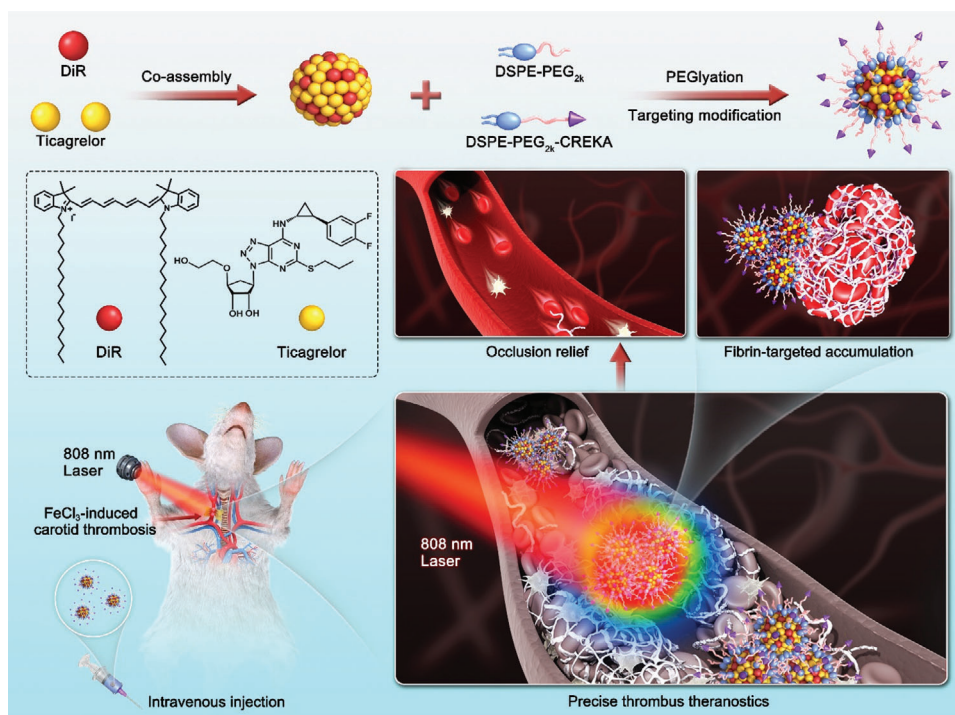 DiR
Ticagrelor
Co-assembly
DSPE-PEG2k
DSPE-PEG2k-CREKA
PEGlyation
Targeting modification
N
+
I-
N
DiR
HN
F
F
N
N
N
N
N
S
HO
O
O
OH
OH
Ticagrelor
Occlusion relief
Fibrin-targeted accumulation
808 nm
Laser
FeCl3-induced
carotid thrombosis
Intravenous injection
808 nm
Laser
Precise thrombus theranostics